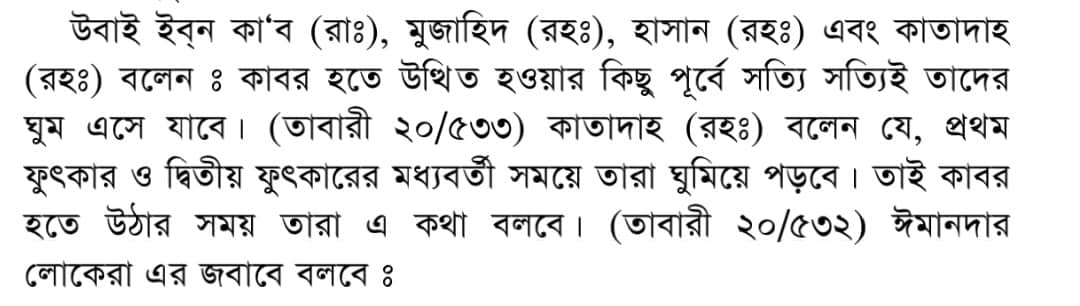 উবাই ইব্‌ন কা‘ব (রাঃ), মুজাহিদ (রহঃ), হাসান (রহঃ) এবং কাতাদাহ
(রহঃ) বলেন ঃ কাবর হতে উত্থিত হওয়ার কিছু পূর্বে সত্যি সত্যিই তাদের
ঘুম এসে যাবে। (তাবারী ২০/৫৩৩) কাতাদাহ (রহঃ) বলেন যে, প্রথম
ফুৎকার ও দ্বিতীয় ফুৎকারের মধ্যবর্তী সময়ে তারা ঘুমিয়ে পড়বে। তাই কাবর
হতে উঠার সময় তারা এ কথা বলবে। (তাবারী ২০/৫৩২) ঈমানদার
লোকেরা এর জবাবে বলবে ঃ